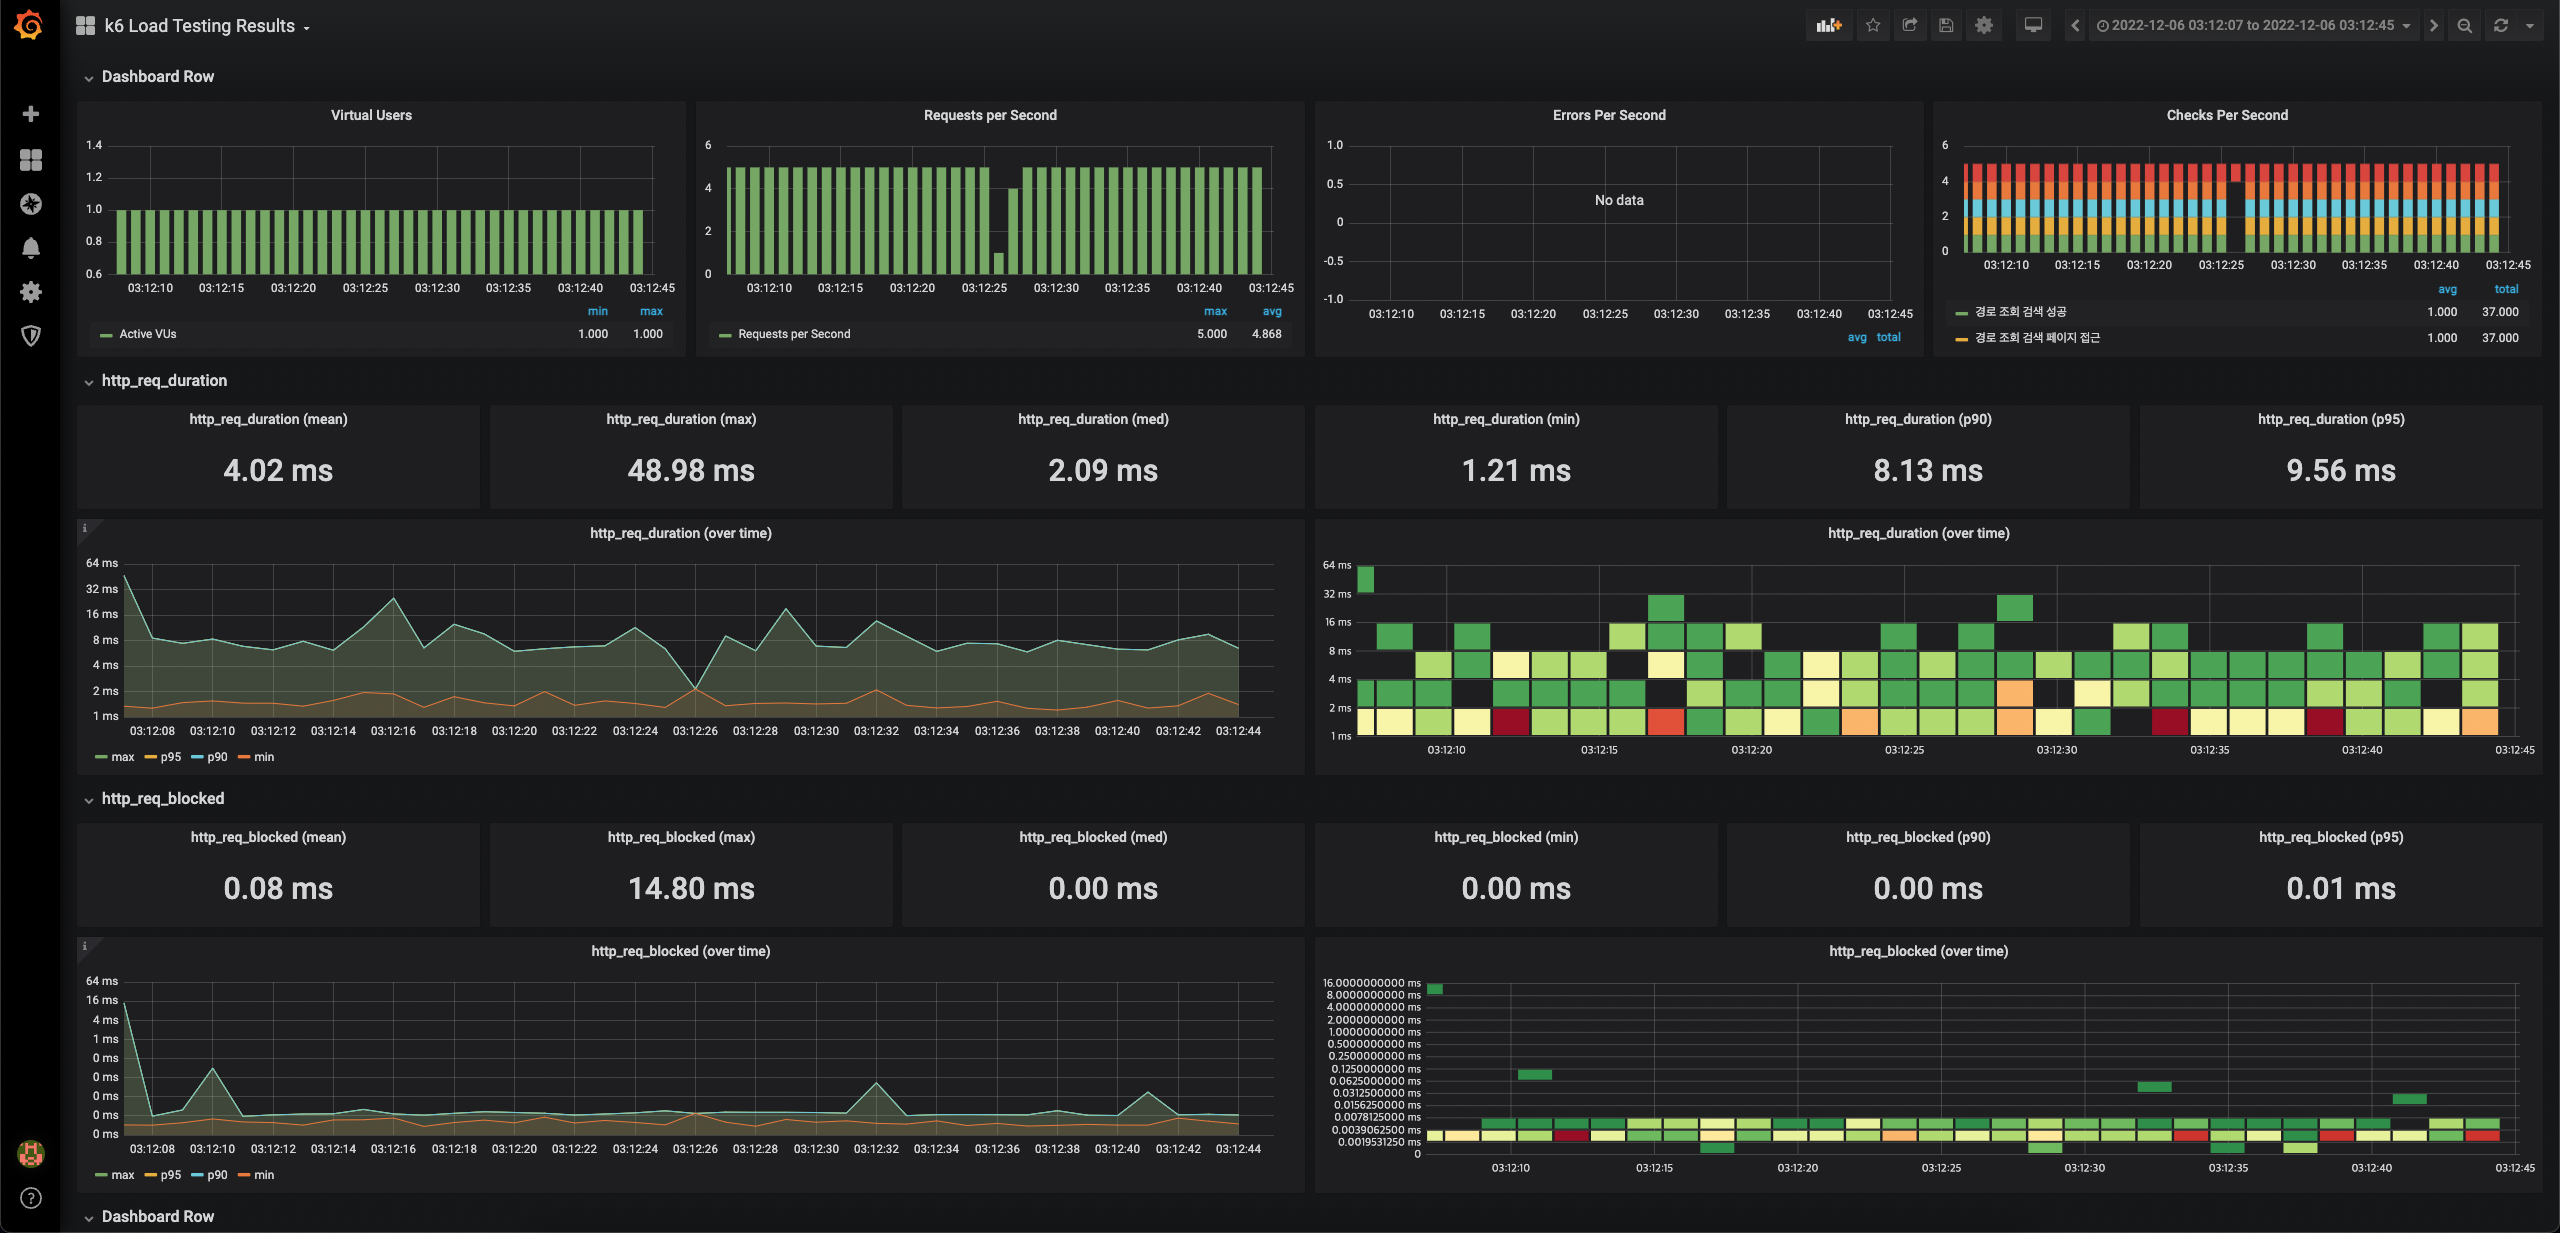 k6 Load Testing Results
2022-12-06 03:12:07 to 2022-12-06 03:12:45
Dashboard Row
Virtual Users
1.4
1.2
1.0
0.8
0.6
03:12:10 03:12:15 03:12:20 03:12:25 03:12:30 03:12:35 03:12:40 03:12:45
min max
Active VUs 1.000 1.000
Requests per Second
6
4
2
0
03:12:10 03:12:15 03:12:20 03:12:25 03:12:30 03:12:35 03:12:40 03:12:45
max avg
Requests per Second 5.000 4.868
Errors Per Second
1.0
0.5
0
-0.5
-1.0
No data
03:12:10 03:12:15 03:12:20 03:12:25 03:12:30 03:12:35 03:12:40 03:12:45
avg total
Checks Per Second
6
4
2
0
03:12:10 03:12:15 03:12:20 03:12:25 03:12:30 03:12:35 03:12:40 03:12:45
avg total
경로 조회 검색 성공 1.000 37.000
경로 조회 검색 페이지 접근 1.000 37.000
http_req_duration
http_req_duration (mean)
4.02 ms
http_req_duration (max)
48.98 ms
http_req_duration (med)
2.09 ms
http_req_duration (min)
1.21 ms
http_req_duration (p90)
8.13 ms
http_req_duration (p95)
9.56 ms
http_req_duration (over time)
64 ms
32 ms
16 ms
8 ms
4 ms
2 ms
1 ms
03:12:08 03:12:10 03:12:12 03:12:14 03:12:16 03:12:18 03:12:20 03:12:22 03:12:24 03:12:26 03:12:28 03:12:30 03:12:32 03:12:34 03:12:36 03:12:38 03:12:40 03:12:42 03:12:44
max p95 p90 min
http_req_duration (over time)
64 ms
32 ms
16 ms
8 ms
4 ms
2 ms
1 ms
03:12:10 03:12:15 03:12:20 03:12:25 03:12:30 03:12:35 03:12:40 03:12:45
http_req_blocked
http_req_blocked (mean)
0.08 ms
http_req_blocked (max)
14.80 ms
http_req_blocked (med)
0.00 ms
http_req_blocked (min)
0.00 ms
http_req_blocked (p90)
0.00 ms
http_req_blocked (p95)
0.01 ms
http_req_blocked (over time)
64 ms
16 ms
4 ms
1 ms
0 ms
0 ms
0 ms
0 ms
0 ms
03:12:08 03:12:10 03:12:12 03:12:14 03:12:16 03:12:18 03:12:20 03:12:22 03:12:24 03:12:26 03:12:28 03:12:30 03:12:32 03:12:34 03:12:36 03:12:38 03:12:40 03:12:42 03:12:44
max p95 p90 min
http_req_blocked (over time)
16.0000000000 ms
8.0000000000 ms
4.0000000000 ms
2.0000000000 ms
1.0000000000 ms
0.5000000000 ms
0.2500000000 ms
0.1250000000 ms
0.0625000000 ms
0.0312500000 ms
0.0156250000 ms
0.0078125000 ms
0.0039062500 ms
0.0019531250 ms
0
03:12:10 03:12:15 03:12:20 03:12:25 03:12:30 03:12:35 03:12:40 03:12:45
Dashboard Row